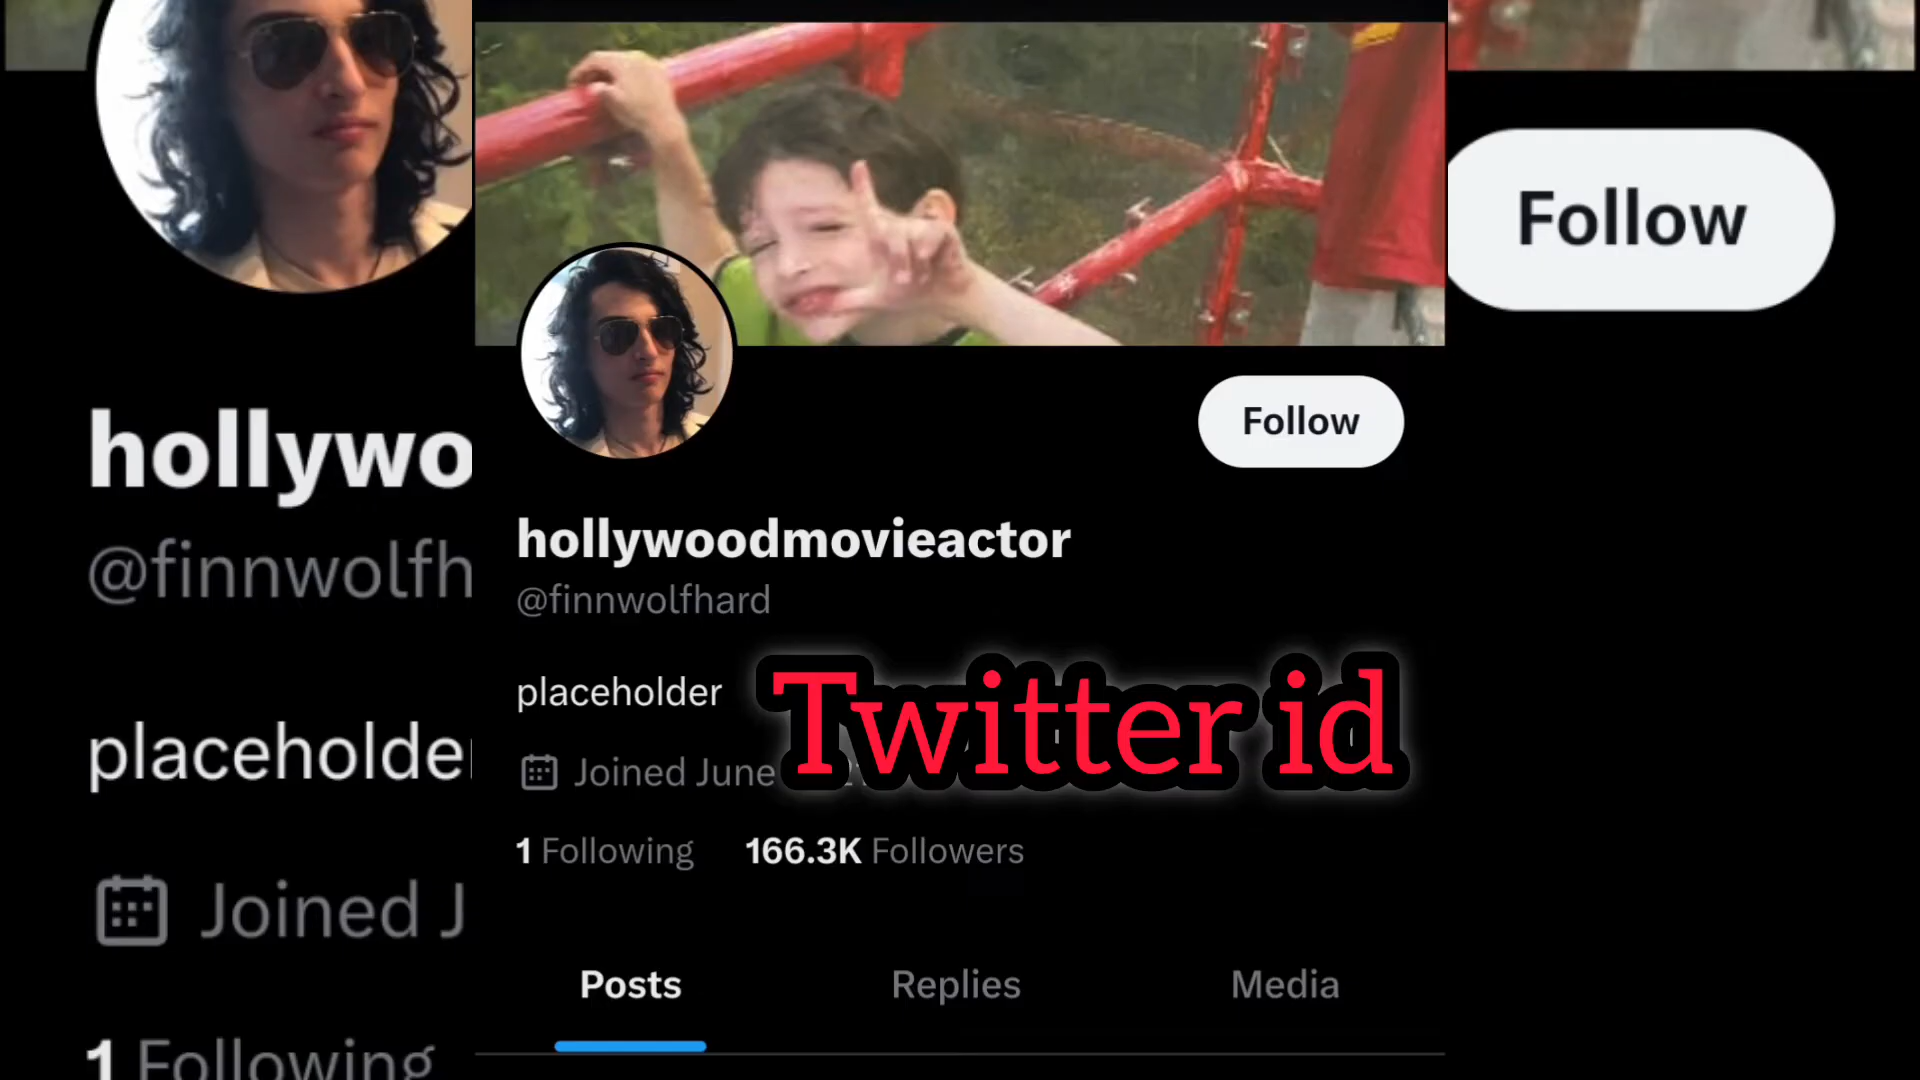 Follow
hollywoodmovieactor
@finnwolfhard
placeholder
Twitter id
Joined June
1 Following 166.3K Followers
Posts Replies Media
hollywo
@finnwolfh
placeholder
Joined J
1 Following
Follow